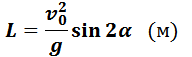 L = v₀²/g sin 2α (м)